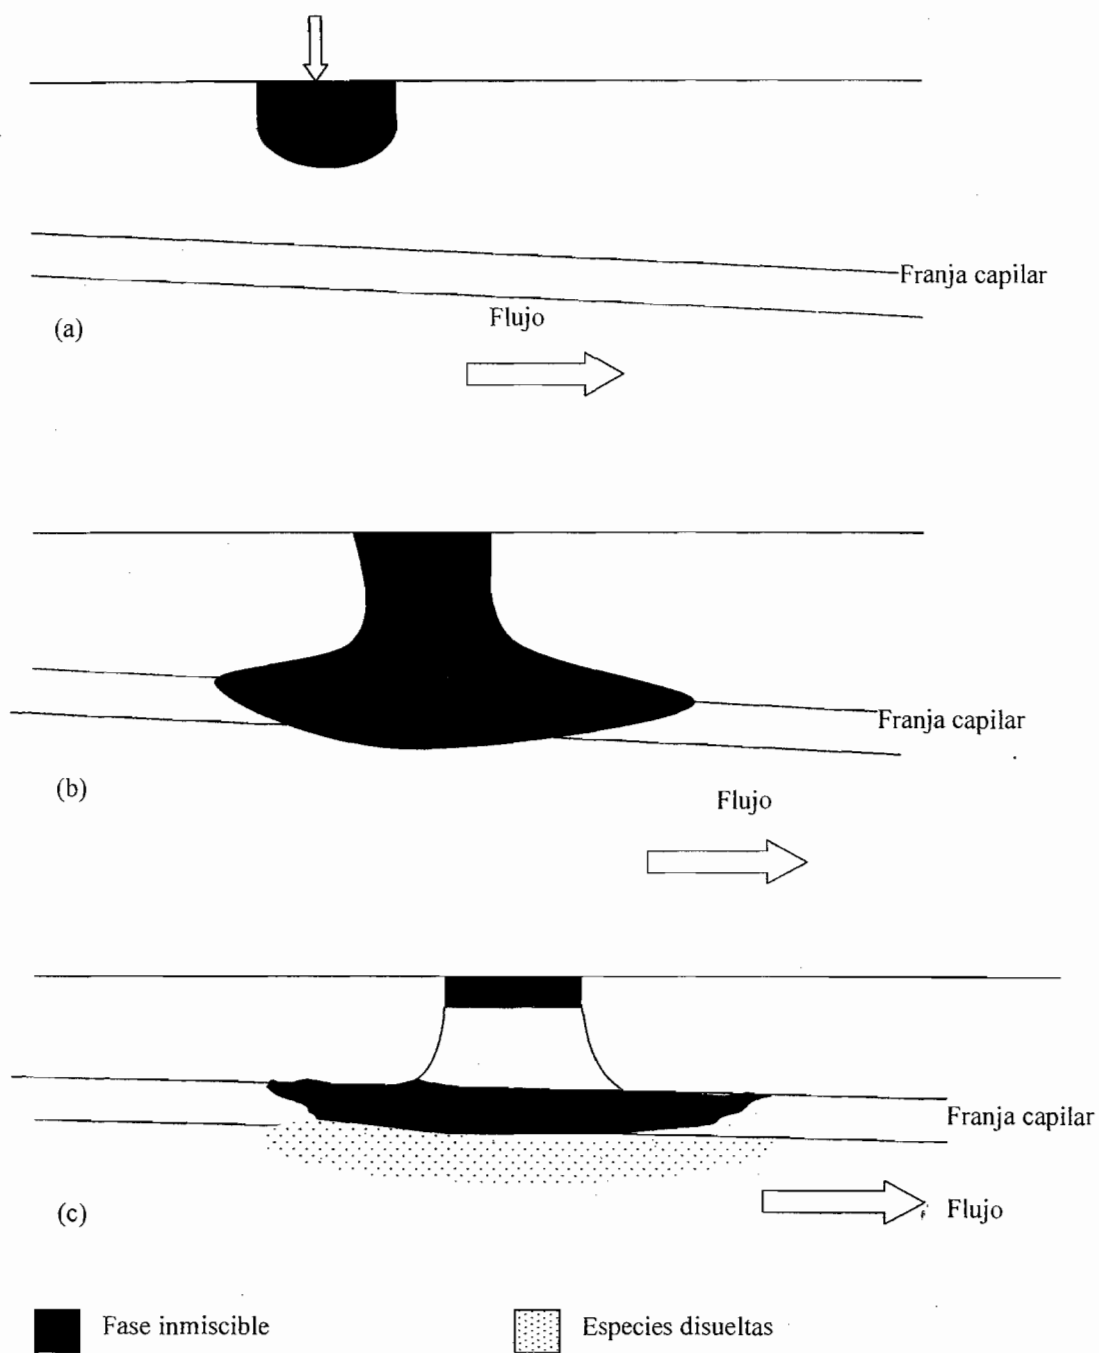 Franja capilar
Flujo
(a)
Franja capilar
(b)
Flujo
Franja capilar
(c)
Flujo
Fase inmiscible
Especies disueltas